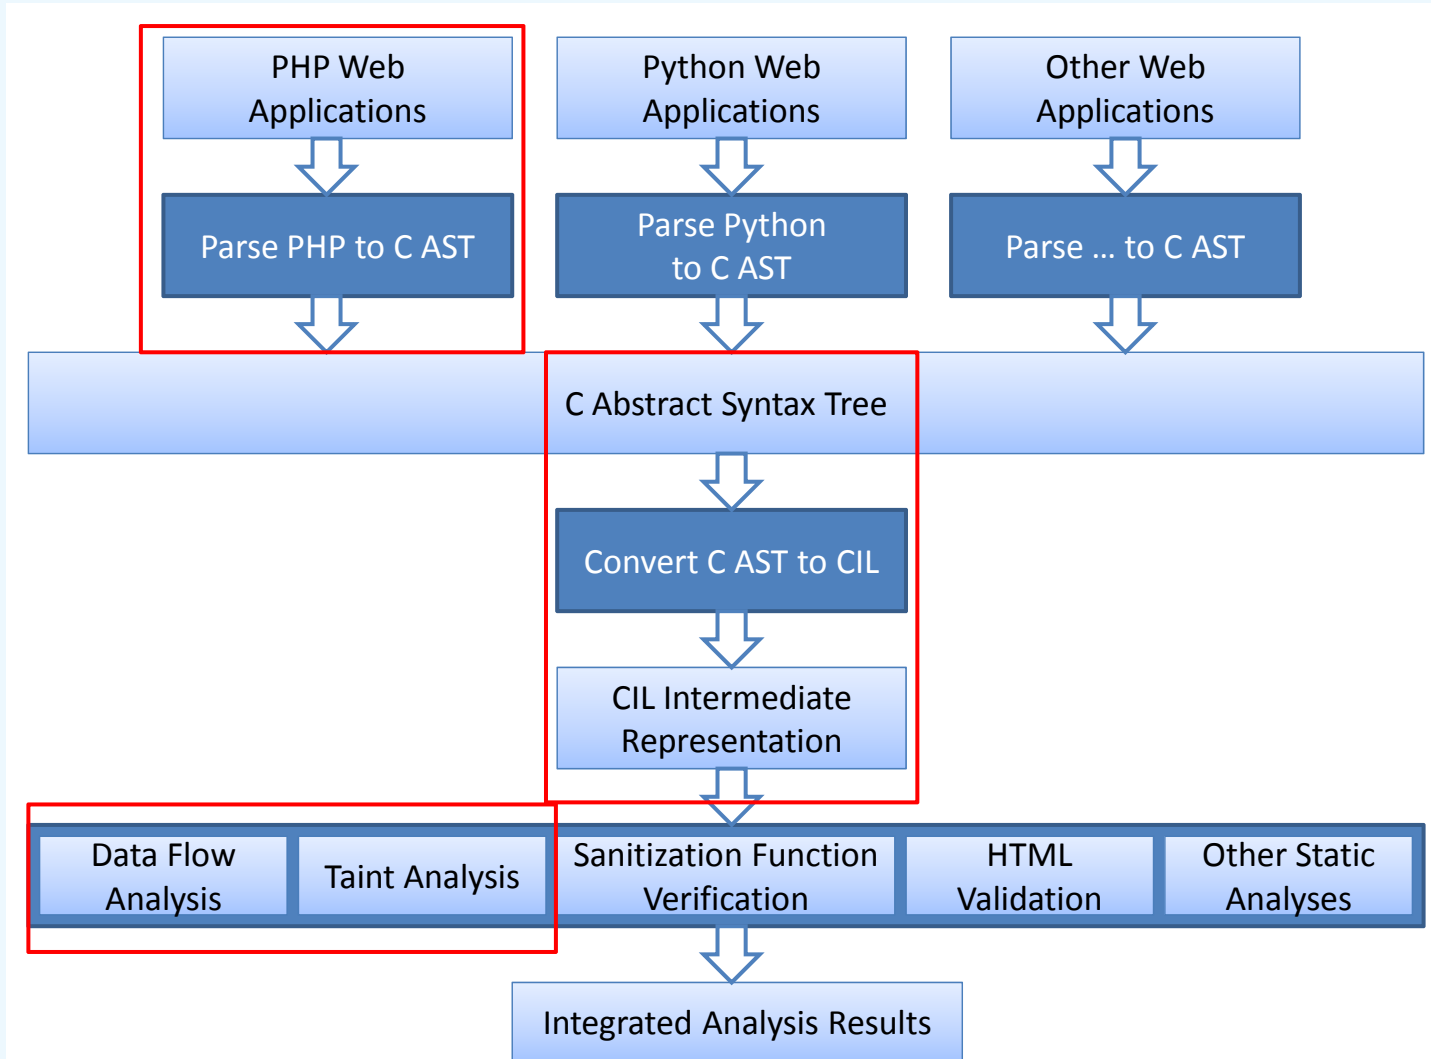 PHP Web
Applications
Python Web
Applications
Other Web
Applications
Parse PHP to C AST
Parse Python
to C AST
Parse ... to C AST
C Abstract Syntax Tree
Convert C AST to CIL
CIL Intermediate
Representation
Data Flow
Analysis
Taint Analysis
Sanitization Function
Verification
HTML
Validation
Other Static
Analyses
Integrated Analysis Results